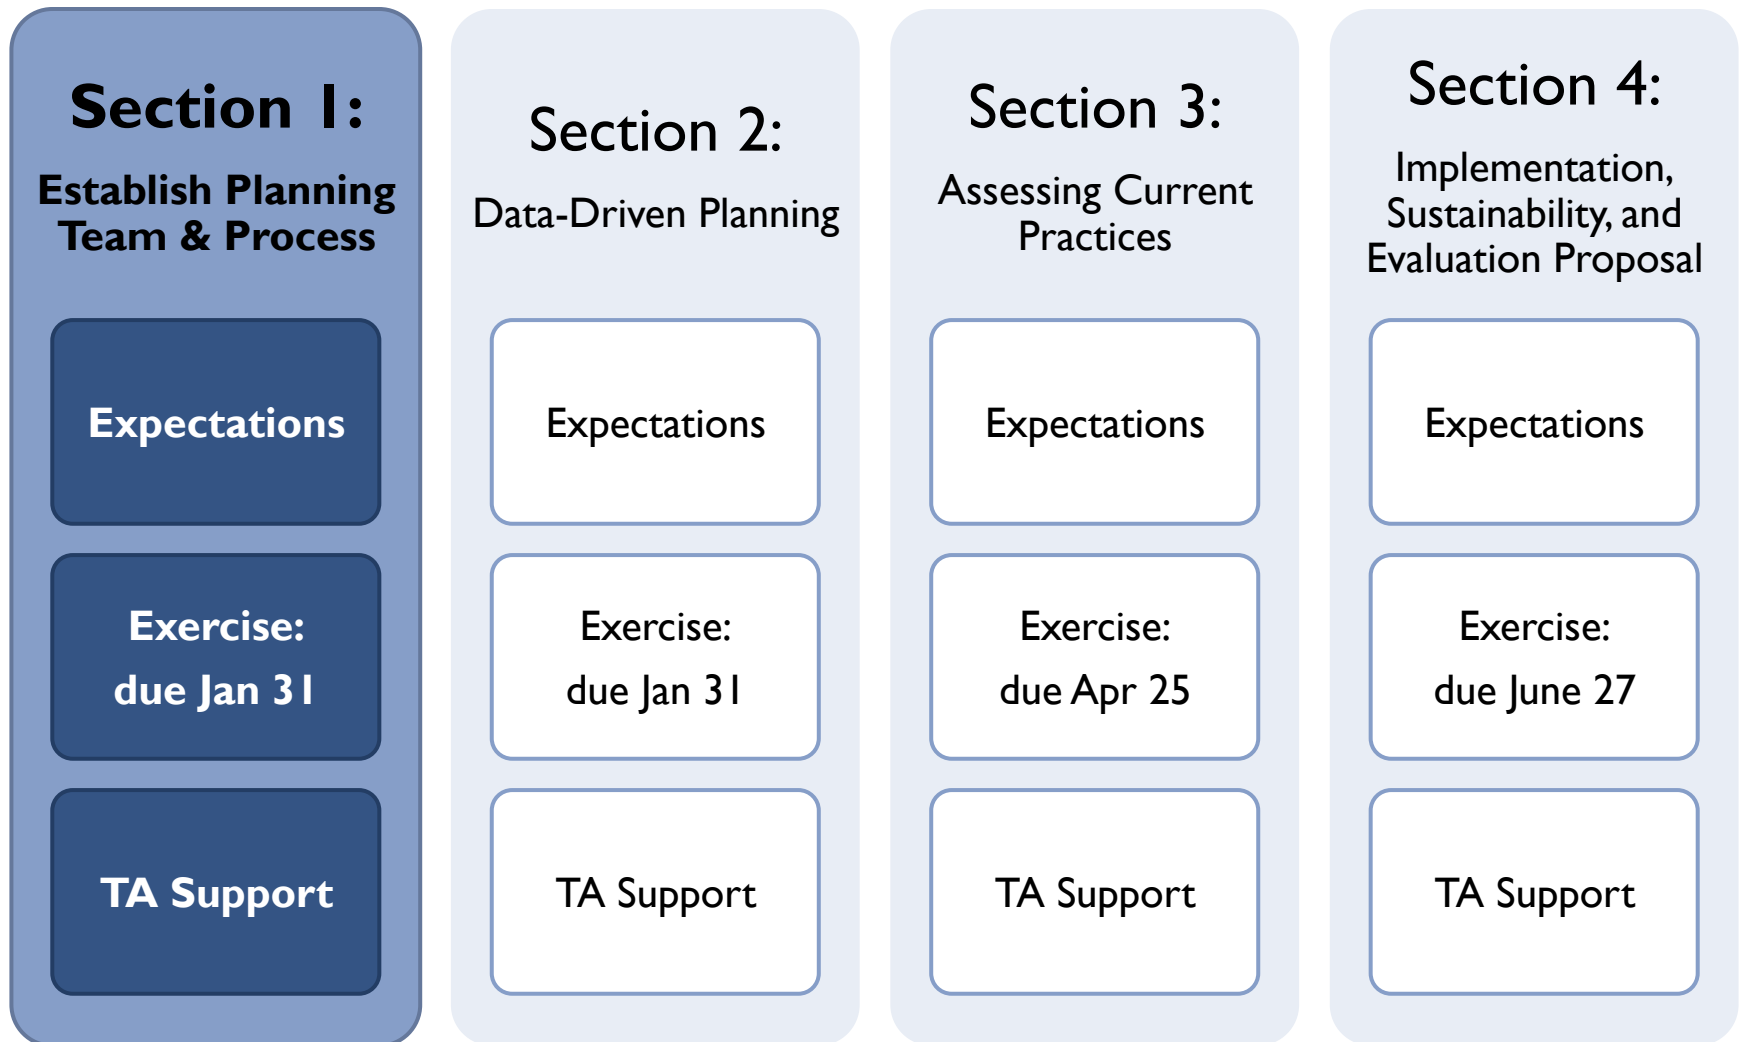 Section 1:
Establish Planning
Team & Process
Expectations
Exercise:
due Jan 31
TA Support
Section 2:
Data-Driven Planning
Expectations
Exercise:
due Jan 31
TA Support
Section 3:
Assessing Current
Practices
Expectations
Exercise:
due Apr 25
TA Support
Section 4:
Implementation,
Sustainability, and
Evaluation Proposal
Expectations
Exercise:
due June 27
TA Support